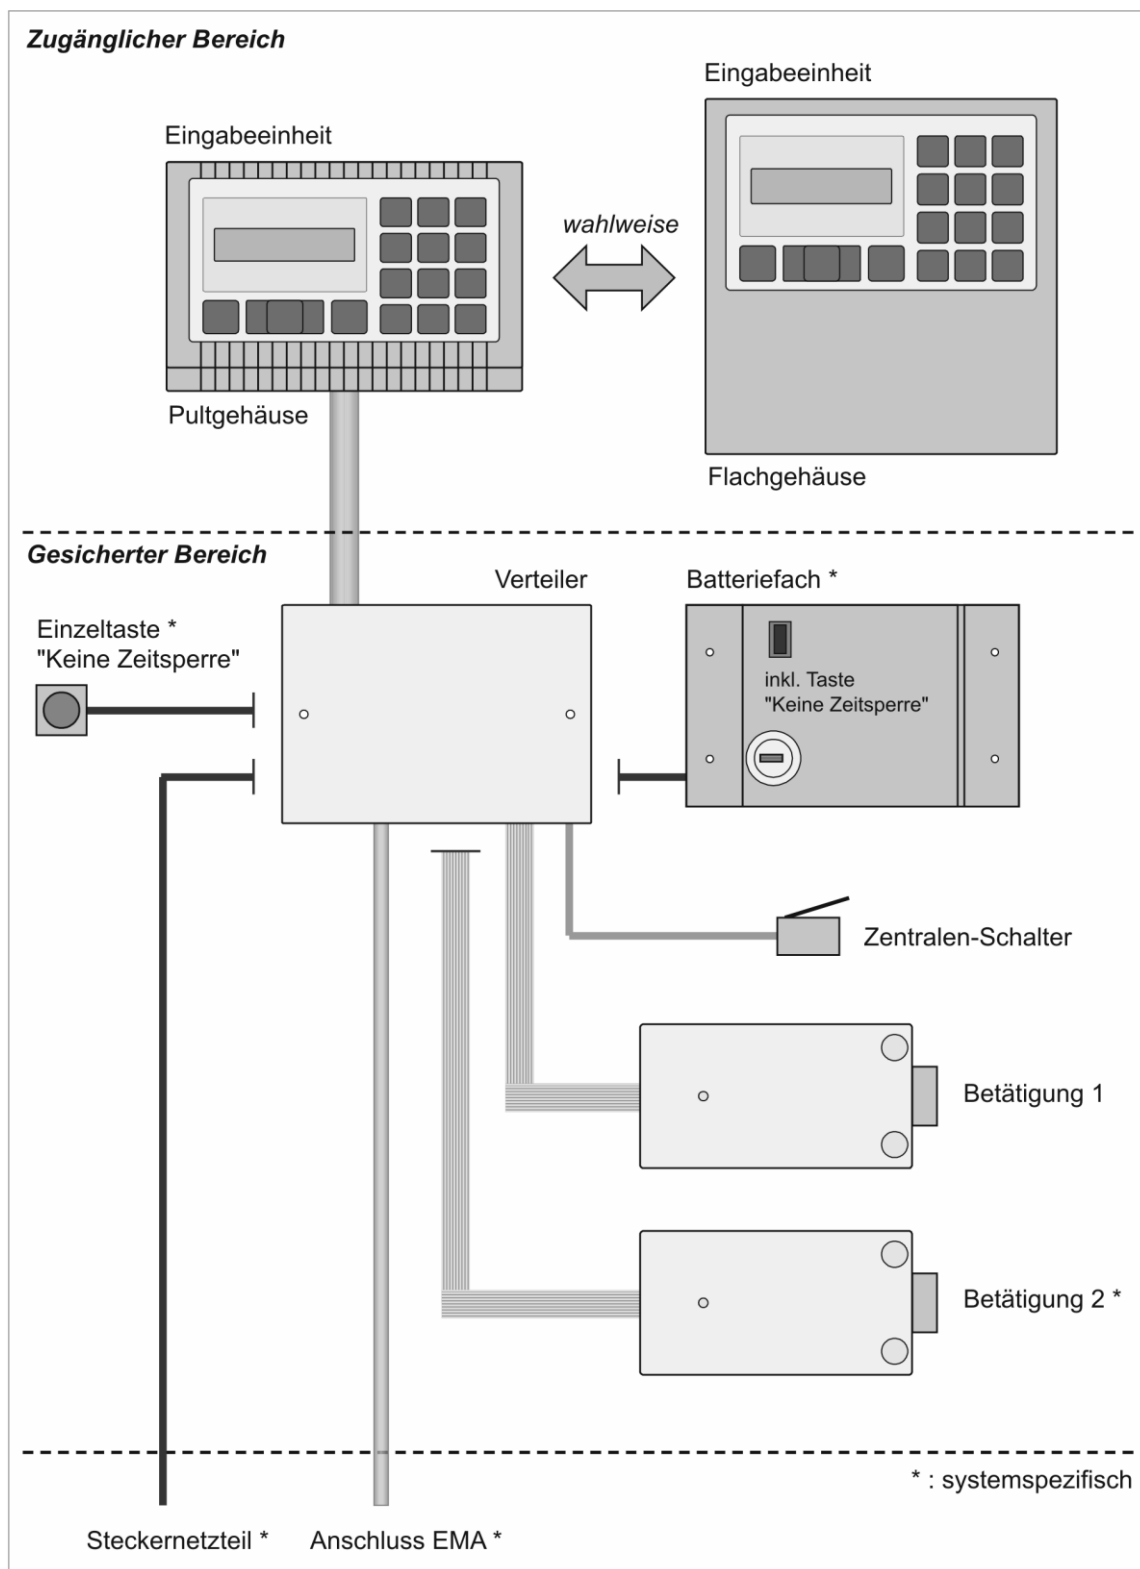 Zugänglicher Bereich
Eingabeeinheit
Eingabeeinheit
wahlweise
Pultgehäuse
Flachgehäuse
Gesicherter Bereich
Verteiler
Batteriefach *
Einzeltaste *
"Keine Zeitsperre"
inkl. Taste
"Keine Zeitsperre"
Zentralen-Schalter
Betätigung 1
Betätigung 2 *
* : systemspezifisch
Steckernetzteil *
Anschluss EMA *